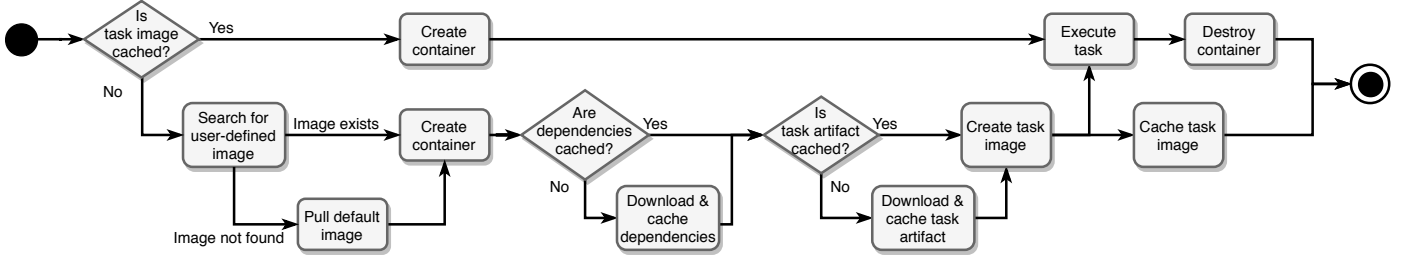 Is
task image
cached?
Yes
No
Create
container
Execute
task
Destroy
container
Search for
user-defined
image
Image exists
Image not found
Pull default
image
Create
container
Are
dependencies
cached?
Yes
No
Download &
cache
dependencies
Is
task artifact
cached?
Yes
No
Download &
cache task
artifact
Create task
image
Cache task
image